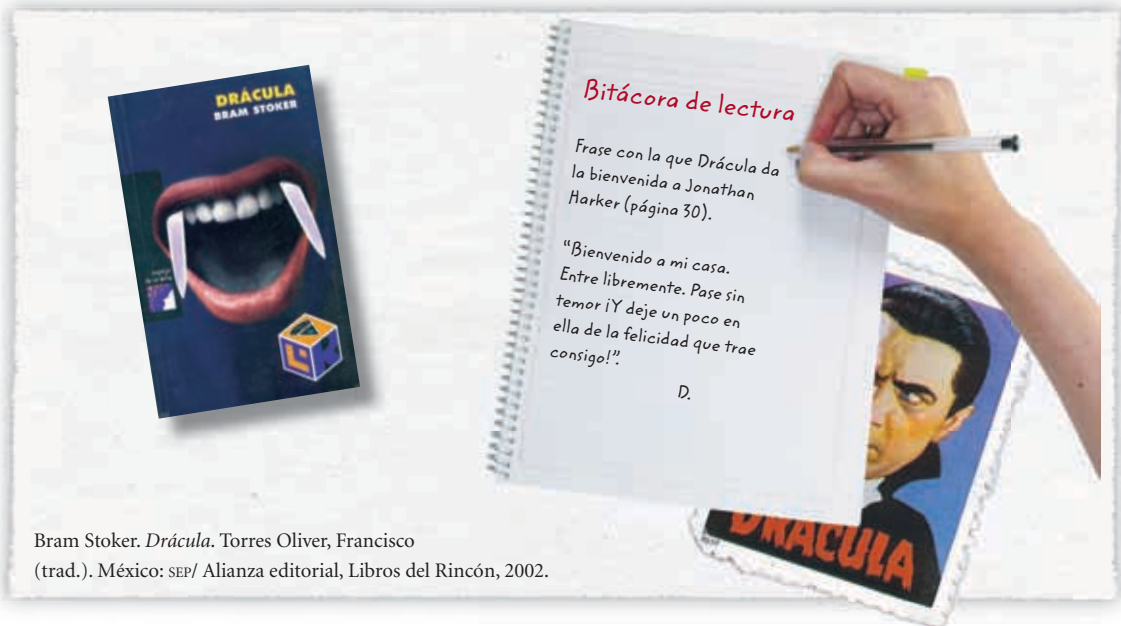 DRÁCULA
BRAM STOKER
Bitácora de lectura
Frase con la que Drácula da
la bienvenida a Jonathan
Harker (página 30).
“Bienvenido a mi casa.
Entre libremente. Pase sin
temor ¡Y deje un poco en
ella de la felicidad que trae
consigo!”.
D.
DRACULA
Bram Stoker. Drácula. Torres Oliver, Francisco
(trad.). México: SEP/ Alianza editorial, Libros del Rincón, 2002.